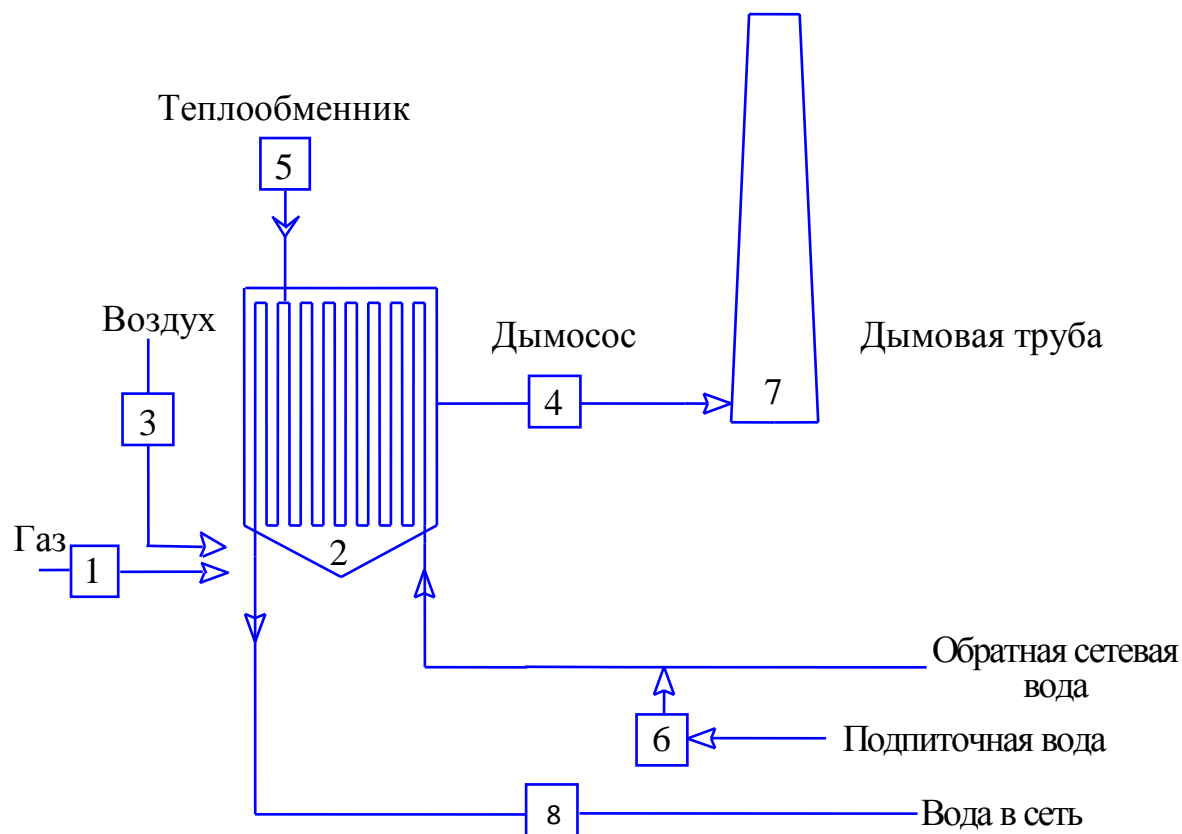 Теплообменник
5
Воздух
Дымосос
Дымовая труба
3
4
7
Газ
1
2
Обратная сетевая
вода
6
Подпиточная вода
8
Вода в сеть